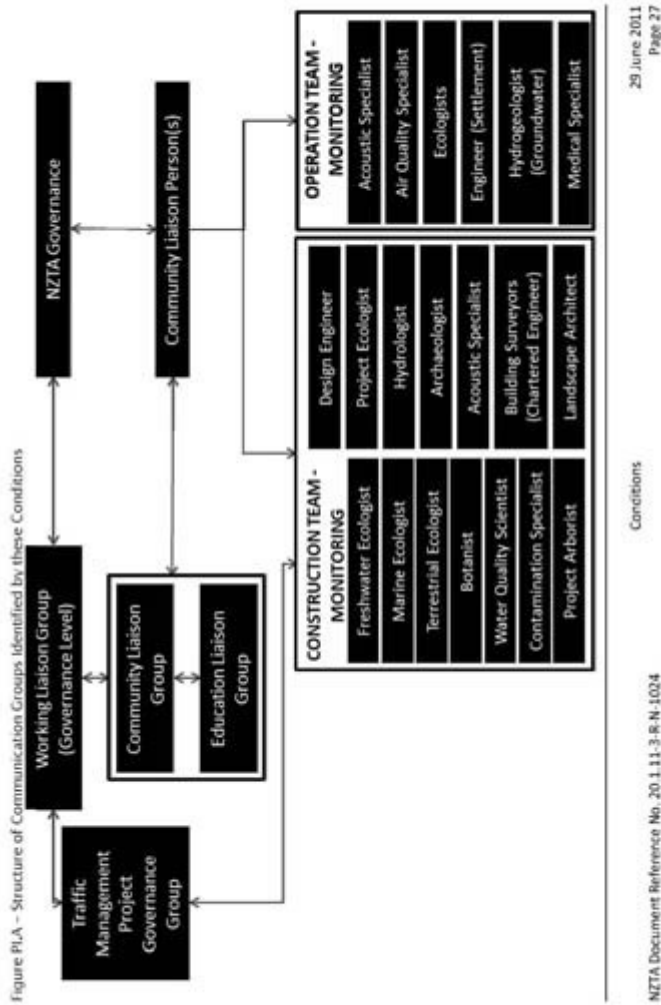 Figure PI.A – Structure of Communication Groups Identified by these Conditions
Traffic
Management
Project
Governance
Group
Working Liaison Group
(Governance Level)
NZTA Governance
Community Liaison
Group
Education Liaison
Group
Community Liaison Person(s)
CONSTRUCTION TEAM -
MONITORING
Freshwater Ecologist
Marine Ecologist
Terrestrial Ecologist
Botanist
Water Quality Scientist
Contamination Specialist
Project Arborist
Design Engineer
Project Ecologist
Hydrologist
Archaeologist
Acoustic Specialist
Building Surveyors
(Chartered Engineer)
Landscape Architect
OPERATION TEAM -
MONITORING
Acoustic Specialist
Air Quality Specialist
Ecologists
Engineer (Settlement)
Hydrogeologist
(Groundwater)
Medical Specialist
NZTA Document Reference No. 20.1.11-3-R-N-1024
Conditions
29 June 2011
Page 27